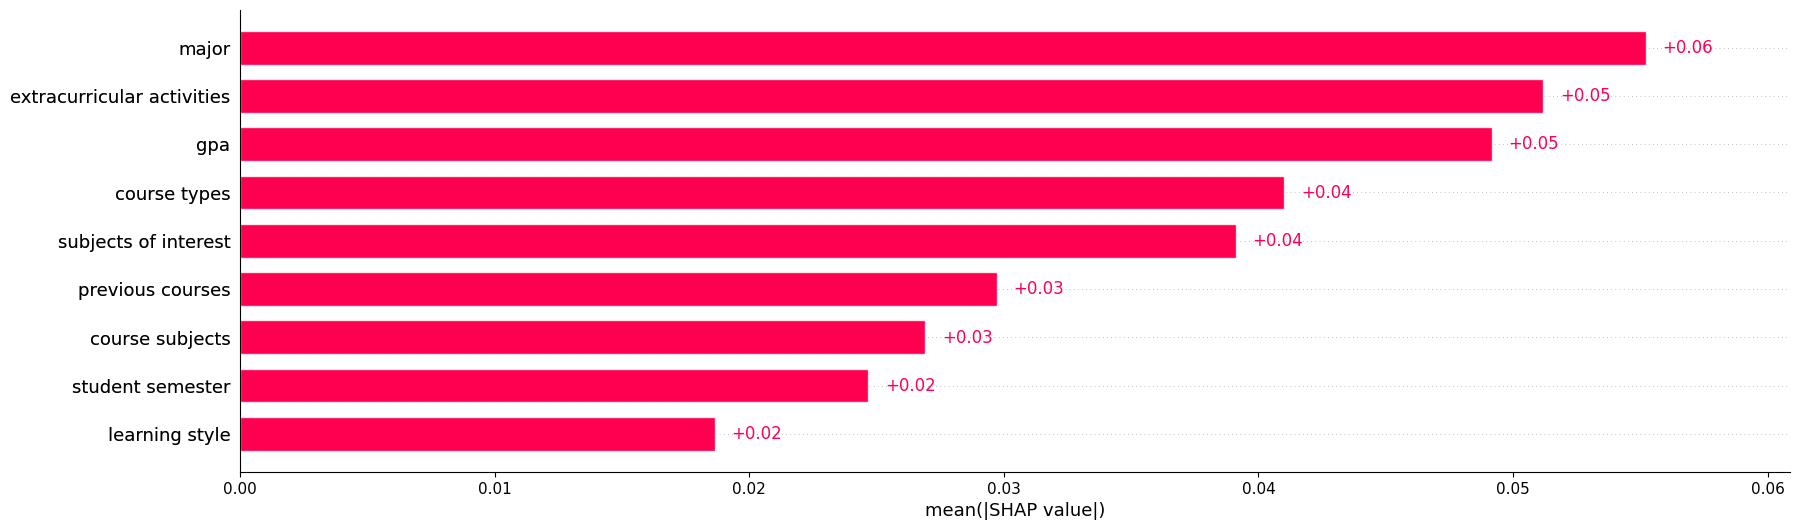 major +0.06
extracurricular activities +0.05
gpa +0.05
course types +0.04
subjects of interest +0.04
previous courses +0.03
course subjects +0.03
student semester +0.02
learning style +0.02
0.00 0.01 0.02 0.03 0.04 0.05 0.06
mean(|SHAP value|)